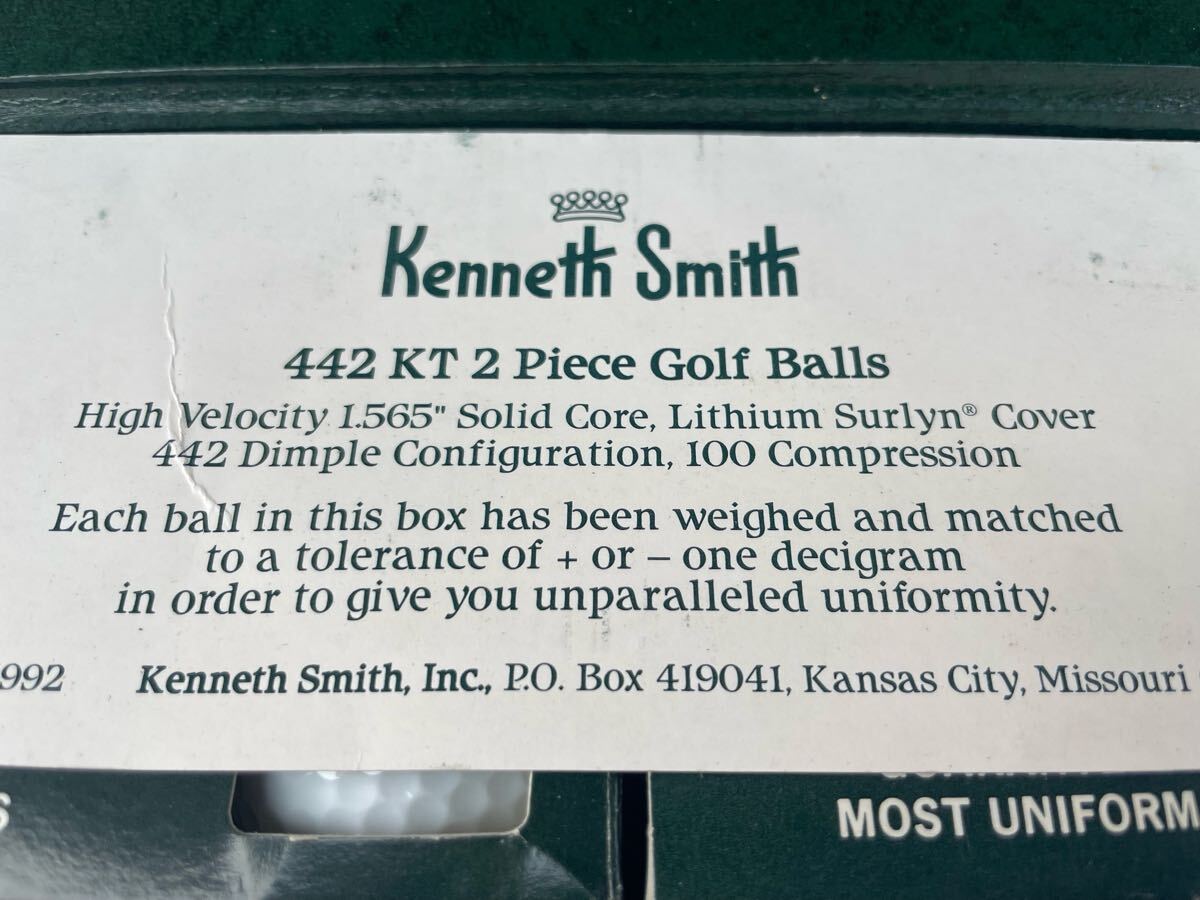 Kenneth Smith
442 KT 2 Piece Golf Balls
High Velocity 1.565" Solid Core, Lithium Surlyn® Cover
442 Dimple Configuration, 100 Compression
Each ball in this box has been weighed and matched
to a tolerance of + or – one decigram
in order to give you unparalleled uniformity.
992 Kenneth Smith, Inc., P.O. Box 419041, Kansas City, Missouri
S
MOST UNIFORM